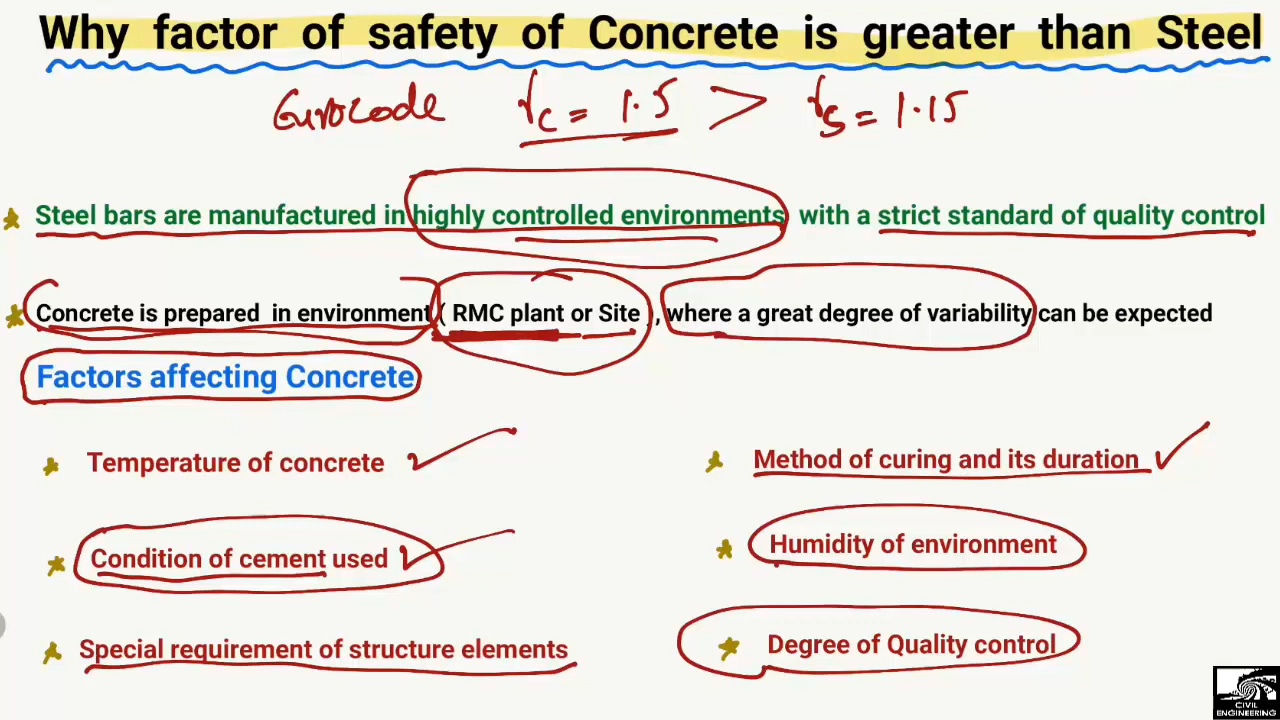 Why factor of safety of Concrete is greater than Steel
Eurocode γc = 1.5 > γs = 1.15
Steel bars are manufactured in highly controlled environments with a strict standard of quality control
Concrete is prepared in environment ( RMC plant or Site ) , where a great degree of variability can be expected
Factors affecting Concrete
Temperature of concrete
Method of curing and its duration
Condition of cement used
Humidity of environment
Special requirement of structure elements
Degree of Quality control
CIVIL
ENGINEERING